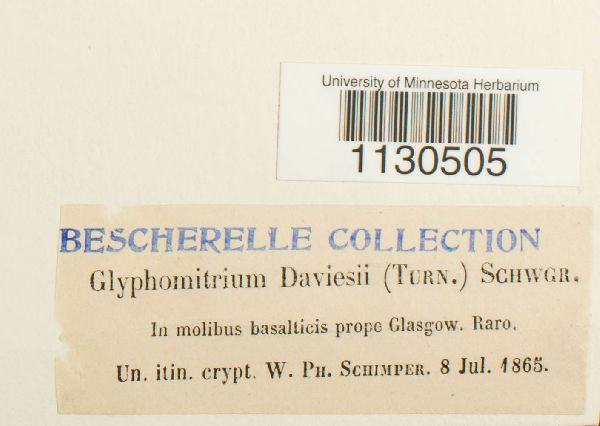 University of Minnesota Herbarium
1130505
BESCHERELLE COLLECTION
Glyphomitrium Daviesii (TURN.) SCHWGR.
In molibus basalticis prope Glasgow. Raro.
Un. itin. crypt. W. PH. SCHIMPER. 8 Jul. 1865.